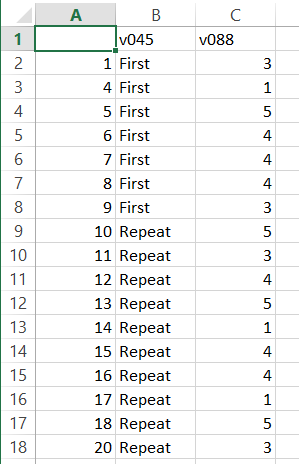 A B C
1 v045 v088
2 1 First 3
3 4 First 1
4 5 First 5
5 6 First 4
6 7 First 4
7 8 First 4
8 9 First 3
9 10 Repeat 5
10 11 Repeat 3
11 12 Repeat 4
12 13 Repeat 5
13 14 Repeat 1
14 15 Repeat 4
15 16 Repeat 4
16 17 Repeat 1
17 18 Repeat 5
18 20 Repeat 3